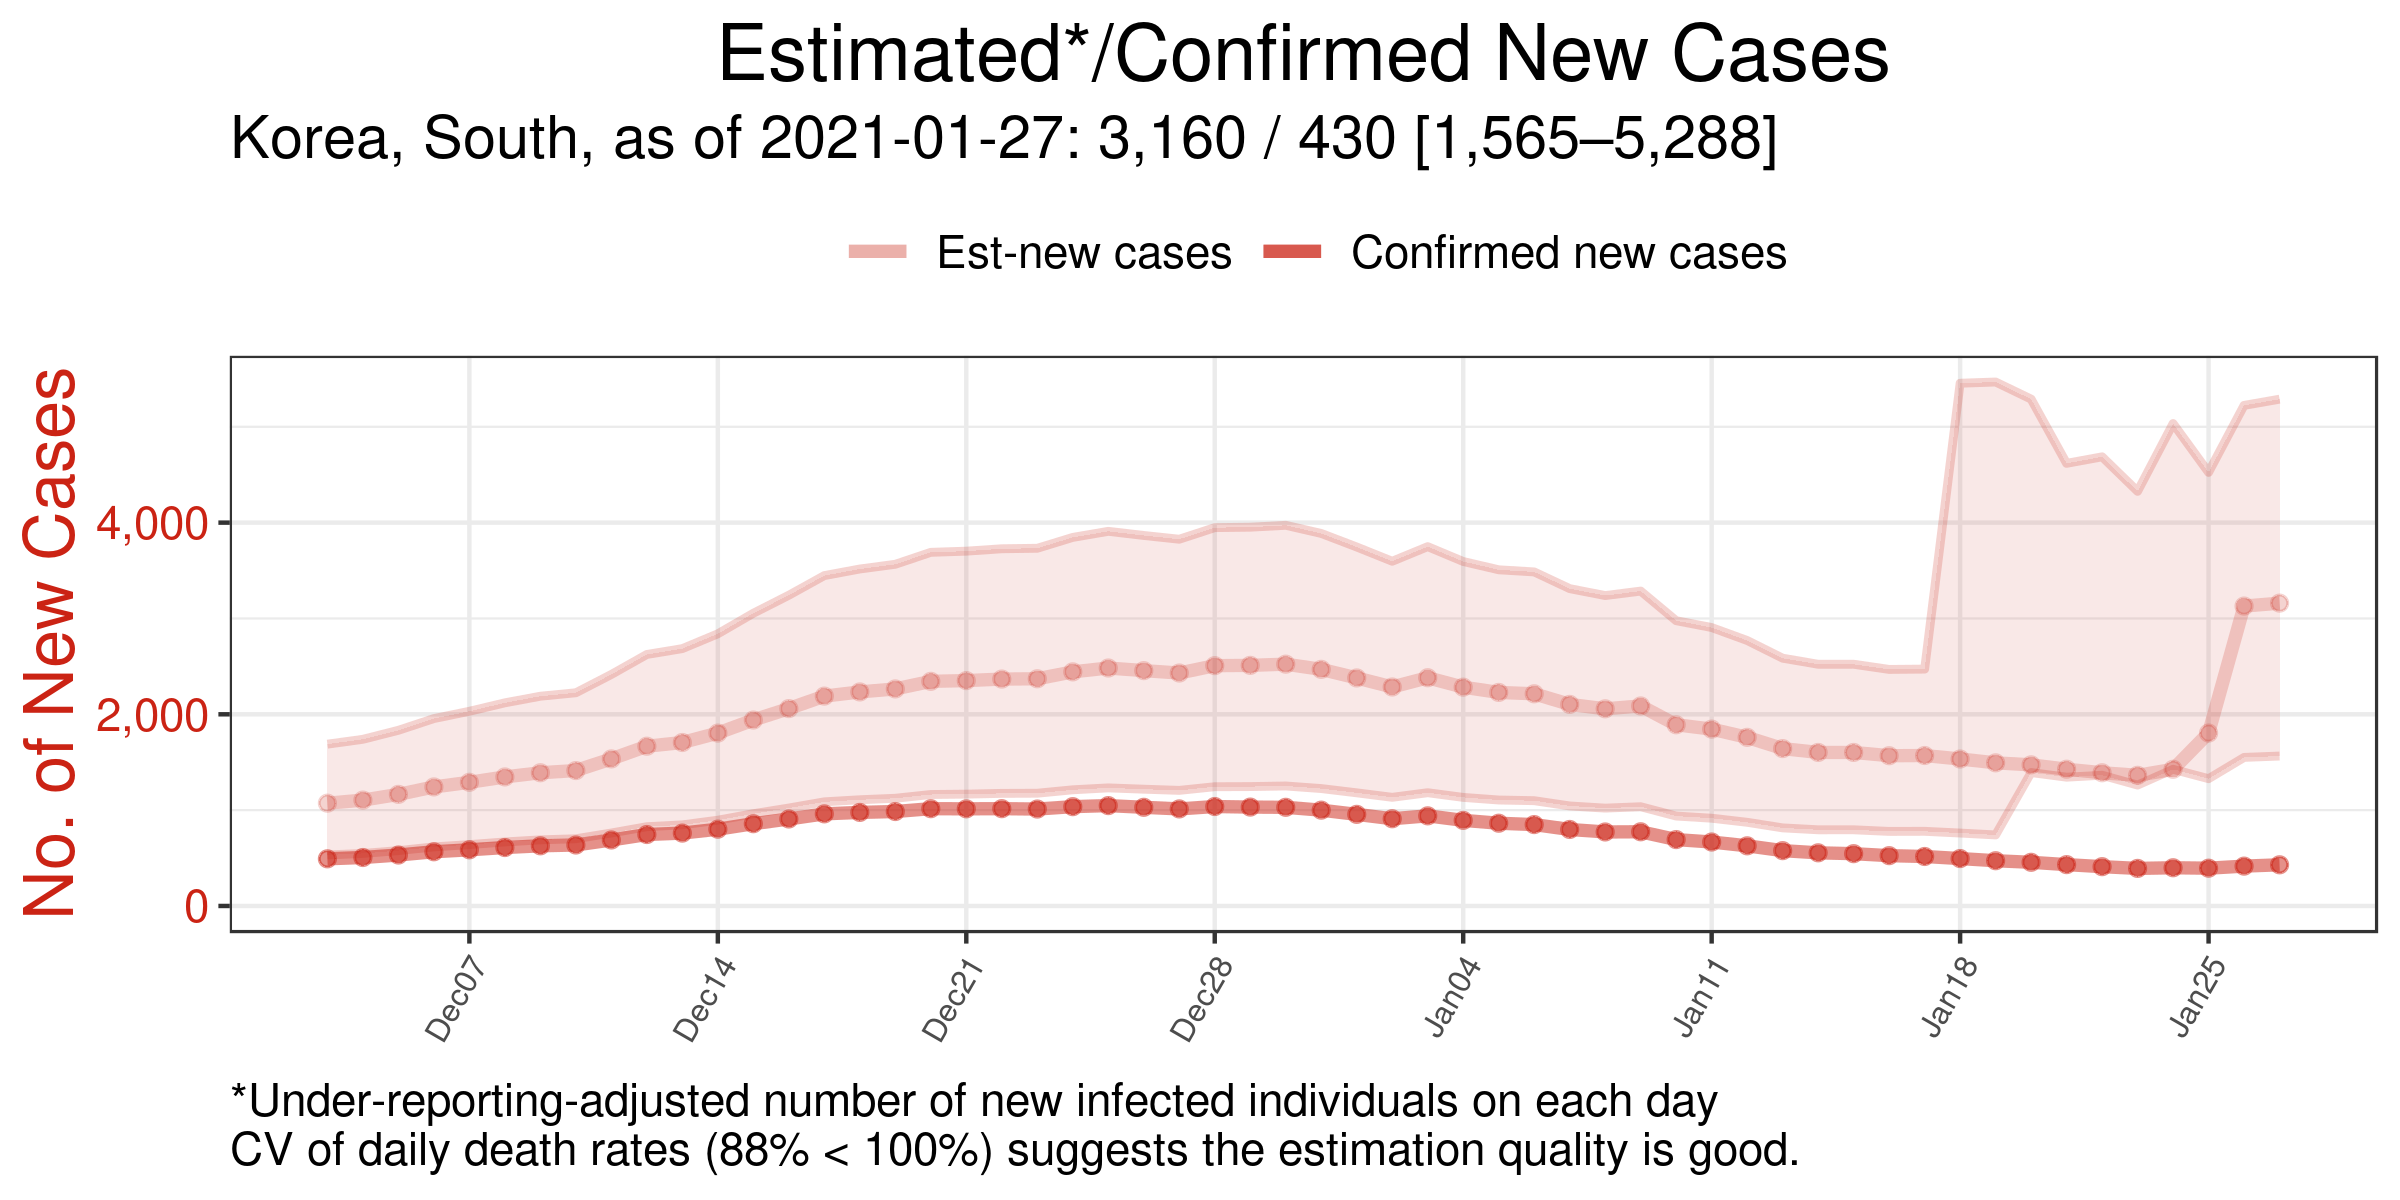 Estimated*/Confirmed New Cases
Korea, South, as of 2021-01-27: 3,160 / 430 [1,565–5,288]
Est-new cases
Confirmed new cases
No. of New Cases
4,000
2,000
0
Dec07
Dec14
Dec21
Dec28
Jan04
Jan11
Jan18
Jan25
*Under-reporting-adjusted number of new infected individuals on each day
CV of daily death rates (88% < 100%) suggests the estimation quality is good.